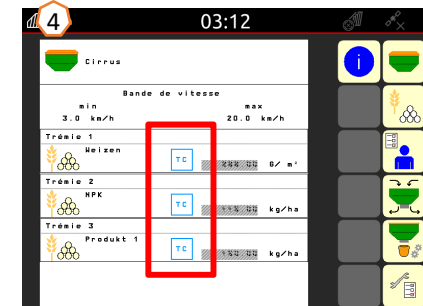 4
03:12
i
Cirrus
Bande de vitesse
min max
3.0 km/h 20.0 km/h
Trémie 1
Weizen TC G/ m²
Trémie 2
NPK TC kg/ha
Trémie 3
Produkt 1 TC kg/ha